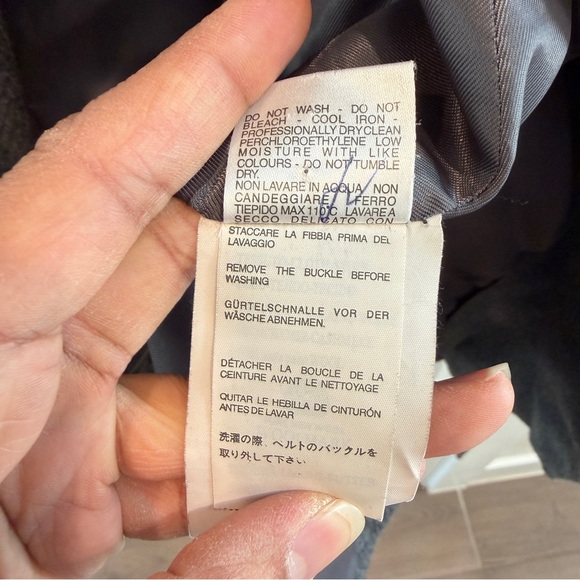 DO NOT WASH - DO NOT
BLEACH - COOL IRON -
PROFESSIONALLY DRYCLEAN
PERCHLOROETHYLENE LOW
MOISTURE WITH LIKE
COLOURS - DO NOT TUMBLE
DRY.
NON LAVARE IN ACQUA NON
CANDEGGIARE FERRO
TIEPIDO MAX 110°C LAVARE A
SECCO DELICATO CON
STACCARE LA FIBBIA PRIMA DEL
LAVAGGIO
REMOVE THE BUCKLE BEFORE
WASHING
GÜRTELSCHNALLE VOR DER
WÄSCHE ABNEHMEN.
DÉTACHER LA BOUCLE DE LA
CEINTURE AVANT LE NETTOYAGE
QUITAR LE HEBILLA DE CINTURÓN
ANTES DE LAVAR
洗濯の際、ヘルトのバックルを
取り外して下さい